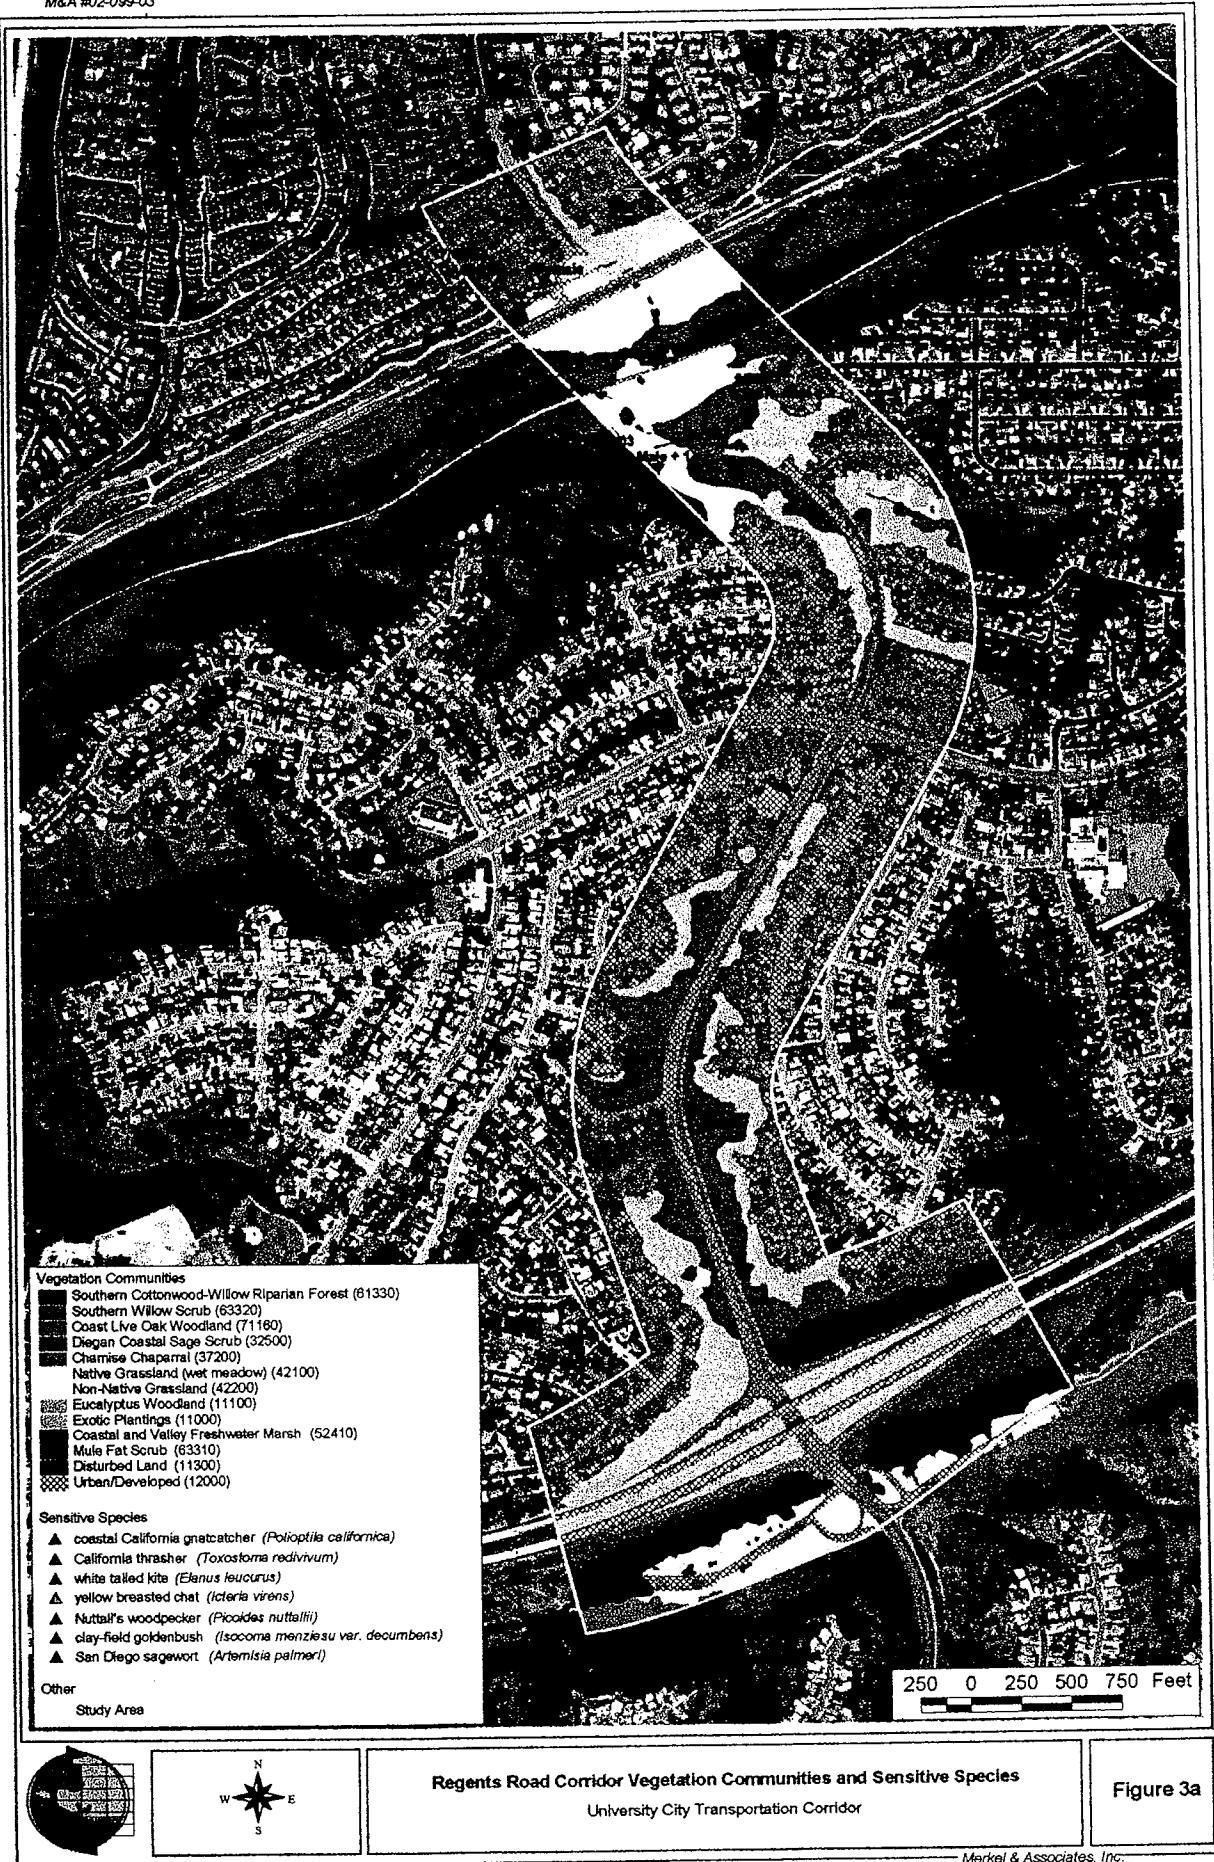 M&A #02-099-03
Vegetation Communities
Southern Cottonwood-Willow Riparian Forest (61330)
Southern Willow Scrub (63320)
Coast Live Oak Woodland (71160)
Diegan Coastal Sage Scrub (32500)
Chamise Chaparral (37200)
Native Grassland (wet meadow) (42100)
Non-Native Grassland (42200)
Eucalyptus Woodland (11100)
Exotic Plantings (11000)
Coastal and Valley Freshwater Marsh (52410)
Mule Fat Scrub (63310)
Disturbed Land (11300)
Urban/Developed (12000)
Sensitive Species
coastal California gnatcatcher (Polioptila californica)
California thrasher (Toxostoma redivivum)
white tailed kite (Elanus leucurus)
yellow breasted chat (Icteria virens)
Nuttall's woodpecker (Picoides nuttallii)
clay-field goldenbush (Isocoma menziesu var. decumbens)
San Diego sagewort (Artemisia palmeri)
Other
Study Area
250 0 250 500 750 Feet
N
W E
S
Regents Road Corridor Vegetation Communities and Sensitive Species
University City Transportation Corridor
Figure 3a
Merkel & Associates, Inc.